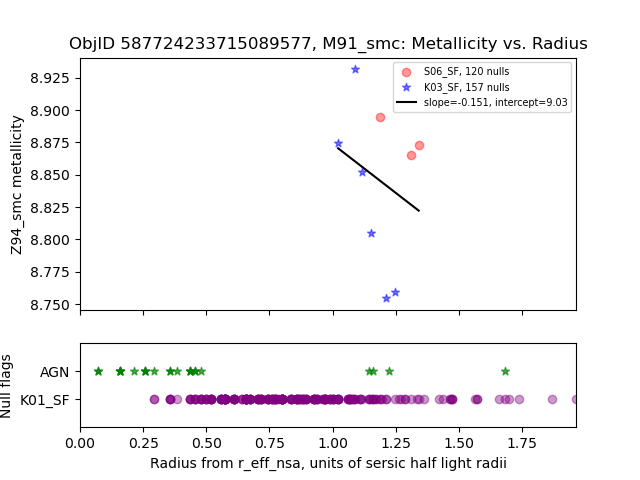 ObjID 587724233715089577, M91_smc: Metallicity vs. Radius
S06_SF, 120 nulls
K03_SF, 157 nulls
slope=-0.151, intercept=9.03
8.925
8.900
8.875
8.850
8.825
8.800
8.775
8.750
Z94_smc metallicity
AGN
K01_SF
Null flags
0.00 0.25 0.50 0.75 1.00 1.25 1.50 1.75
Radius from r_eff_nsa, units of sersic half light radii